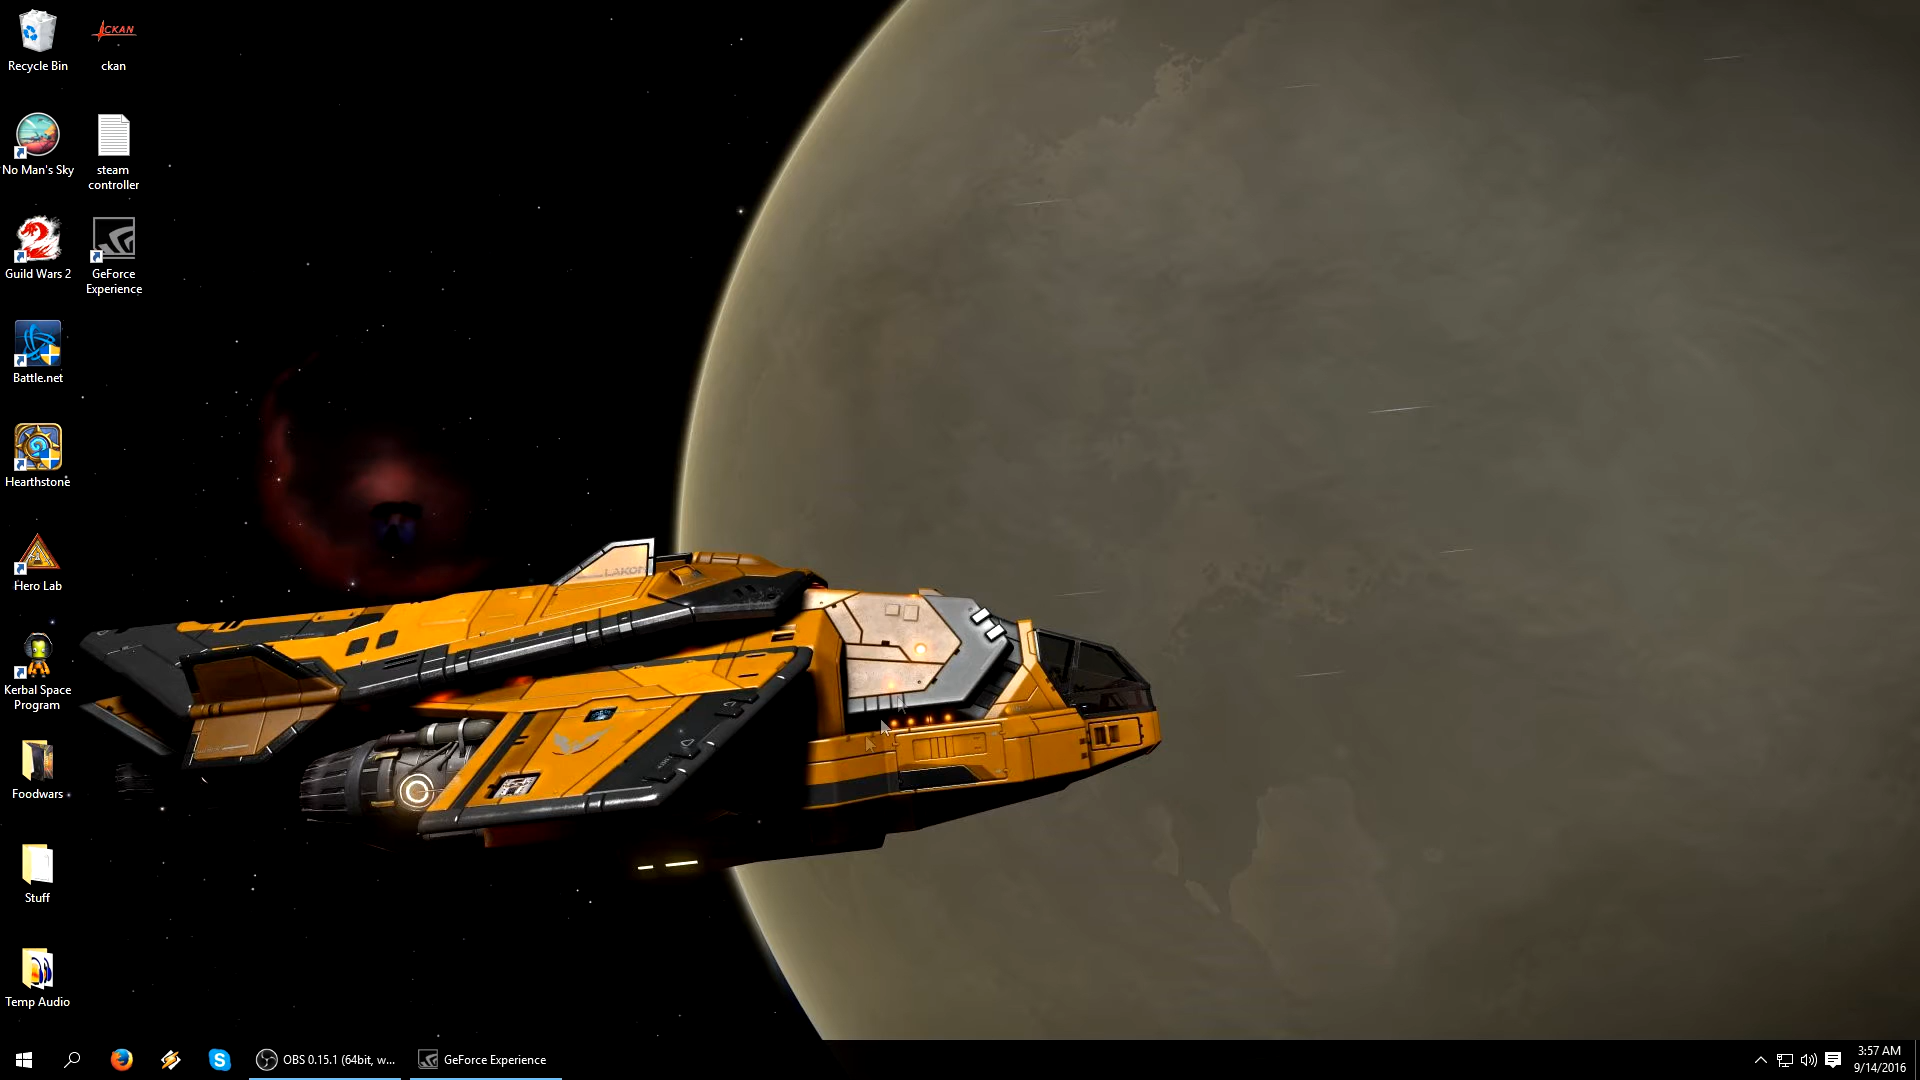 Recycle Bin
CKAN
ckan
No Man's Sky
steam
controller
Guild Wars 2
GeForce
Experience
Battle.net
Hearthstone
Hero Lab
Kerbal Space
Program
Foodwars
Stuff
Temp Audio
LAKON
OBS 0.15.1 (64bit, w...
GeForce Experience
3:57 AM
9/14/2016